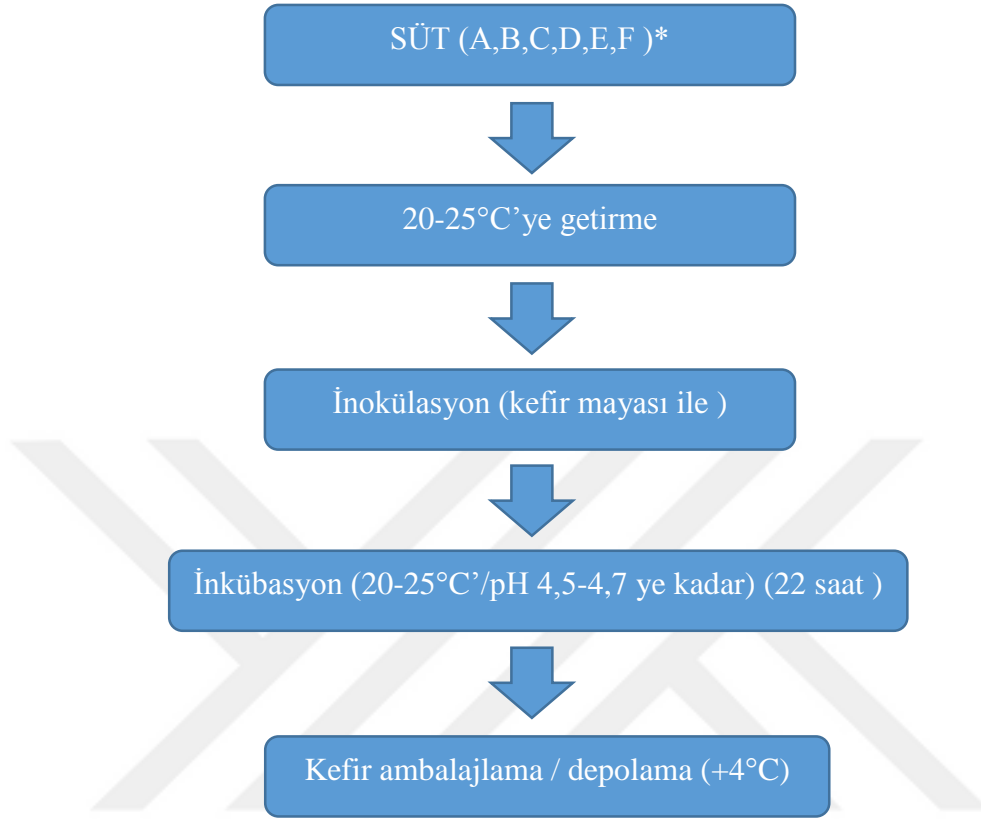 SÜT (A,B,C,D,E,F )*
20-25°C’ye getirme
İnokülasyon (kefir mayası ile )
İnkübasyon (20-25°C’/pH 4,5-4,7 ye kadar) (22 saat )
Kefir ambalajlama / depolama (+4°C)